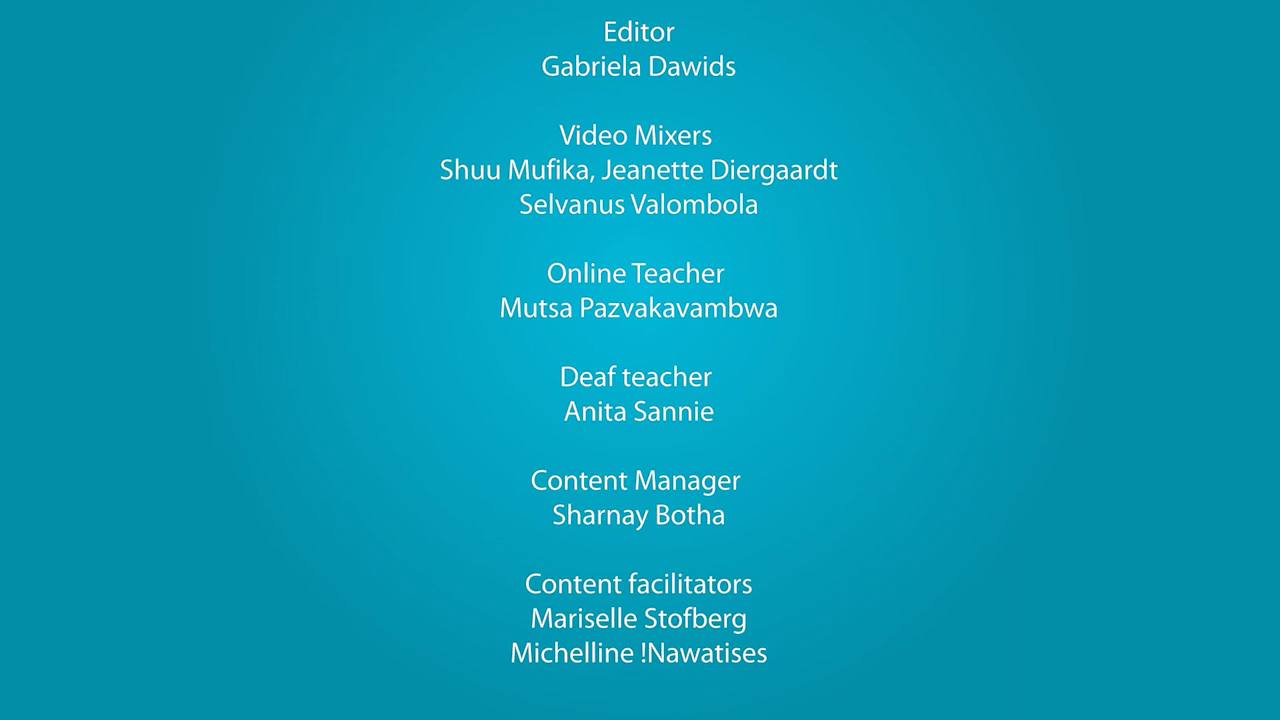 Editor
Gabriela Dawids
Video Mixers
Shuu Mufika, Jeanette Diergaardt
Selvanus Valombola
Online Teacher
Mutsa Pazvakavambwa
Deaf teacher
Anita Sannie
Content Manager
Sharnay Botha
Content facilitators
Mariselle Stofberg
Michelline !Nawatises